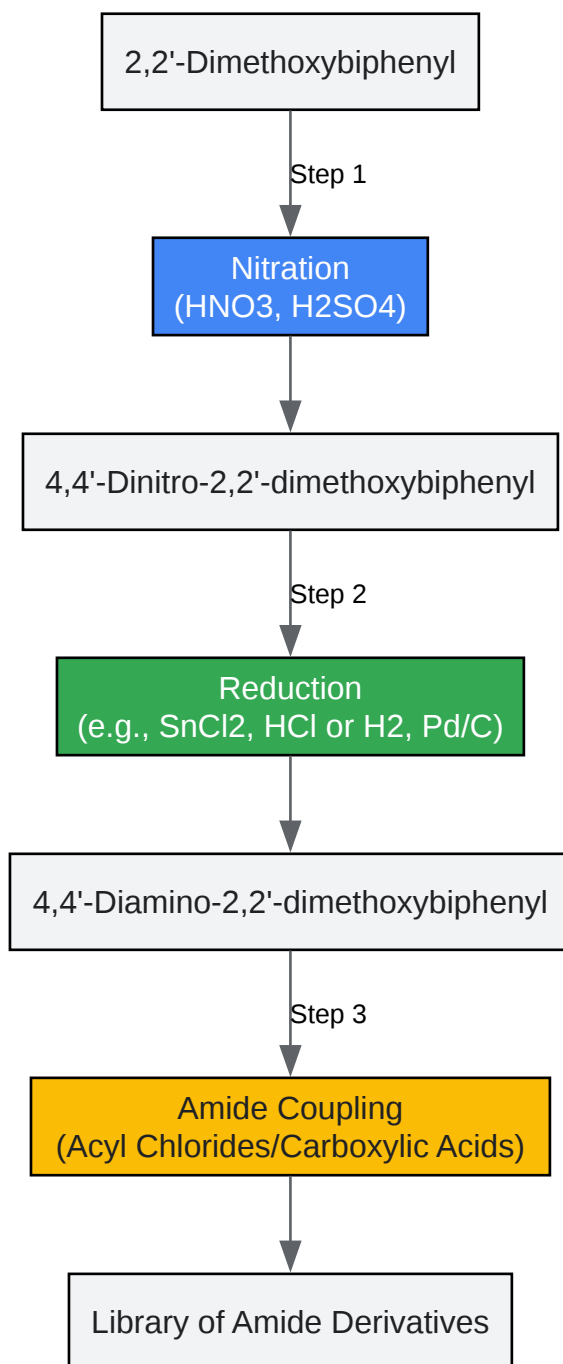 2,2'-Dimethoxybiphenyl
Step 1
Nitration
(HNO3, H2SO4)
4,4'-Dinitro-2,2'-dimethoxybiphenyl
Step 2
Reduction
(e.g., SnCl2, HCl or H2, Pd/C)
4,4'-Diamino-2,2'-dimethoxybiphenyl
Step 3
Amide Coupling
(Acyl Chlorides/Carboxylic Acids)
Library of Amide Derivatives